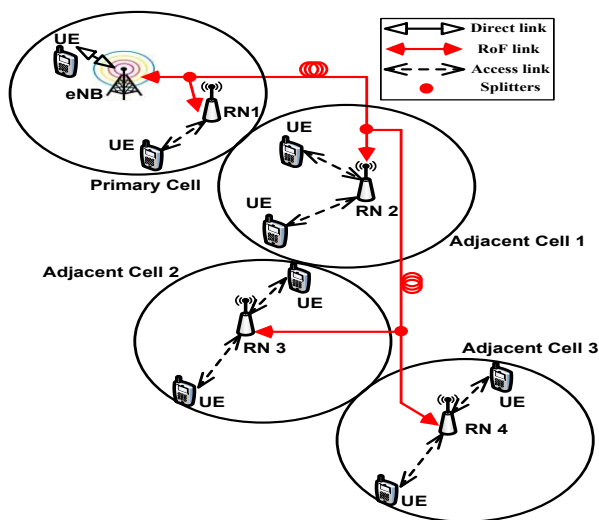 UE
eNB
RN1
UE
Primary Cell
Direct link
RoF link
Access link
Splitters
UE
RN 2
UE
Adjacent Cell 1
Adjacent Cell 2
UE
RN 3
UE
Adjacent Cell 3
UE
RN 4
UE